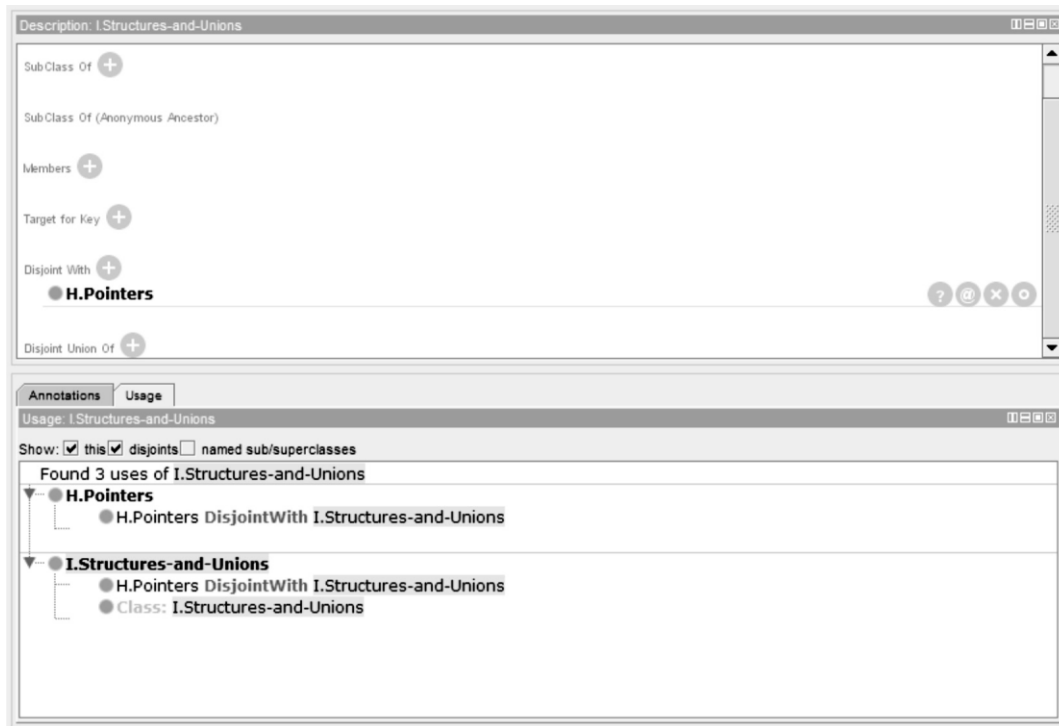 Description: I.Structures-and-Unions
SubClass Of
SubClass Of (Anonymous Ancestor)
Members
Target for Key
Disjoint With
H.Pointers
Disjoint Union Of
Annotations Usage
Usage: I.Structures-and-Unions
Show: this disjoints named sub/superclasses
Found 3 uses of I.Structures-and-Unions
H.Pointers
H.Pointers DisjointWith I.Structures-and-Unions
I.Structures-and-Unions
H.Pointers DisjointWith I.Structures-and-Unions
Class: I.Structures-and-Unions